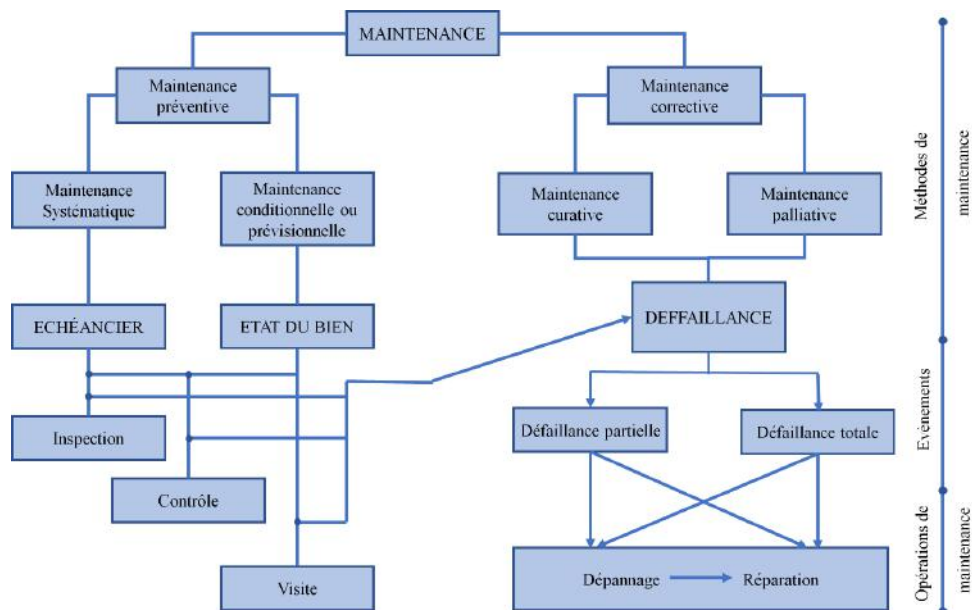 MAINTENANCE
Maintenance
préventive
Maintenance
corrective
Maintenance
Systématique
Maintenance
conditionnelle ou
prévisionnelle
Maintenance
curative
Maintenance
palliative
ECHÉANCIER
ETAT DU BIEN
DEFFAILLANCE
Inspection
Défaillance partielle
Défaillance totale
Contrôle
Visite
Dépannage
Réparation
Méthodes de
maintenance
Evènements
Opérations de
maintenance